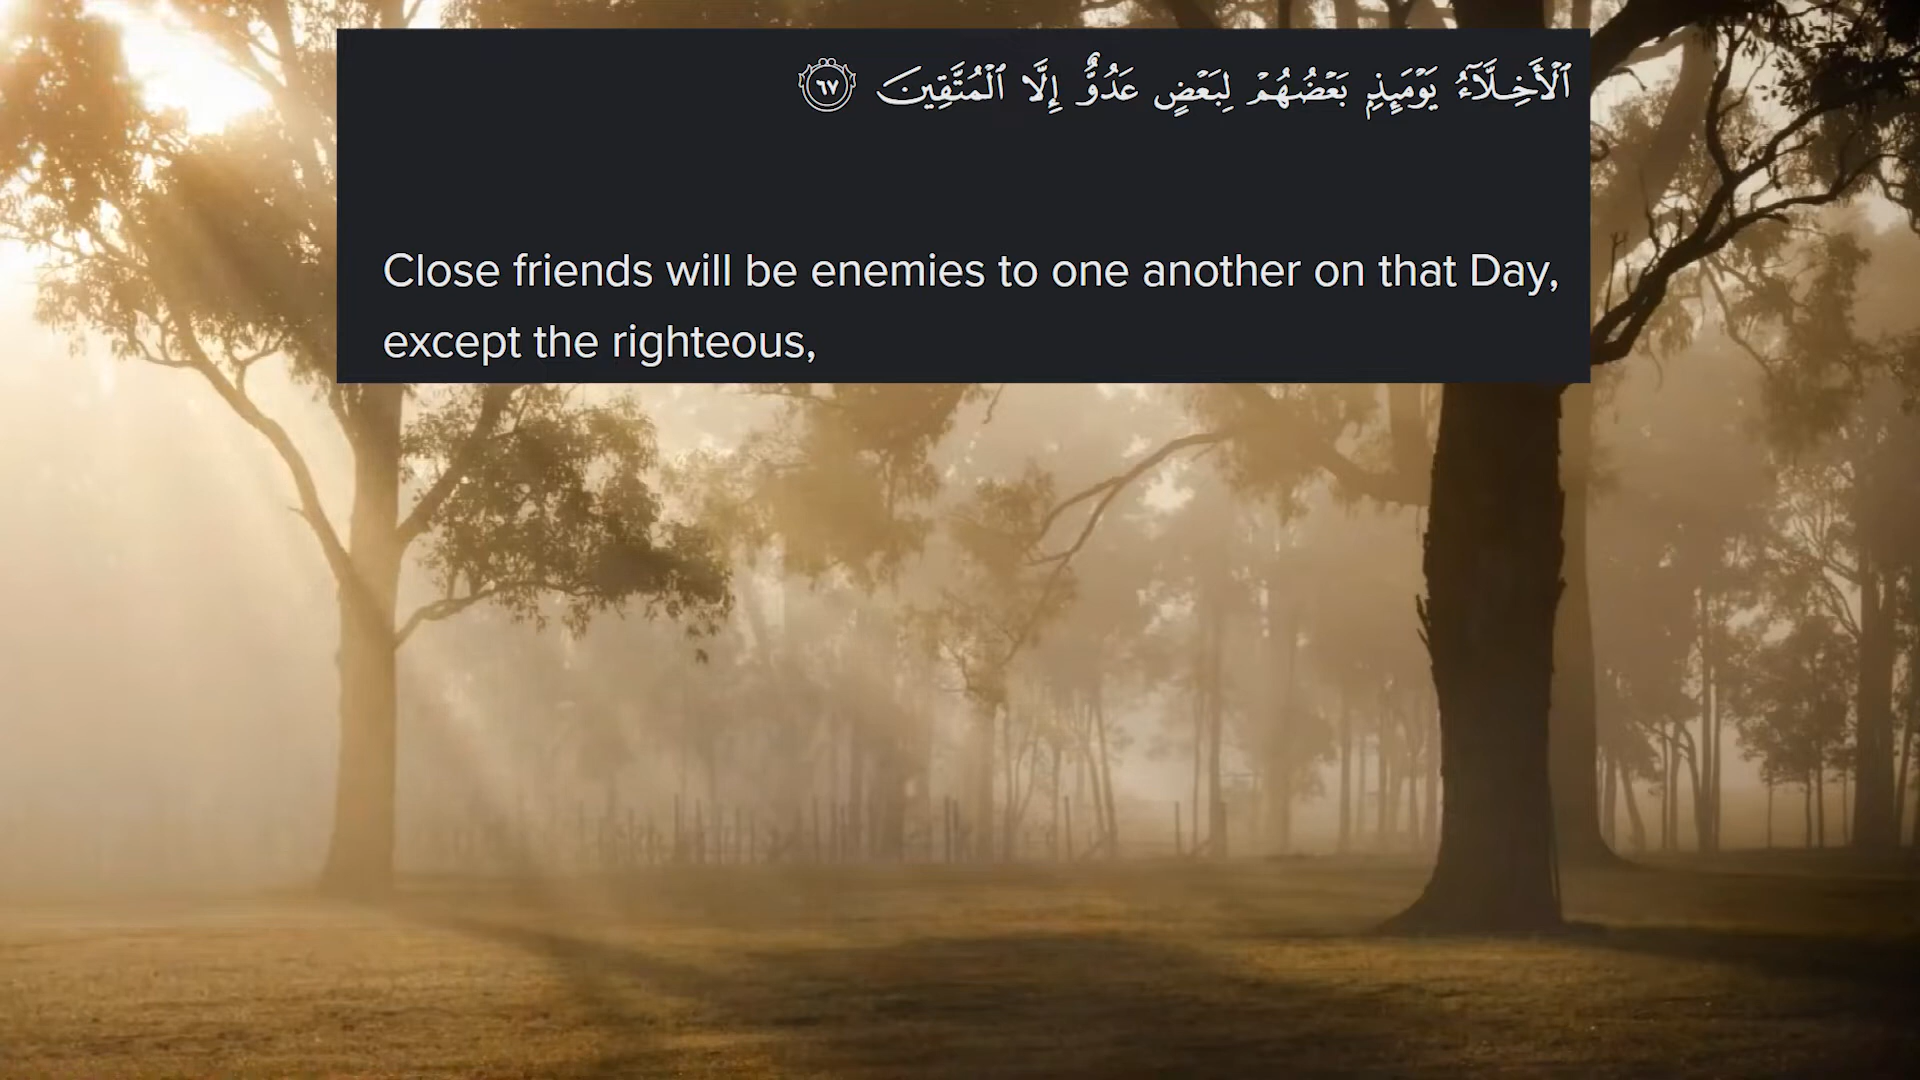 ٱلْأَخِلَّآءُ يَوْمَئِذٍۭ بَعْضُهُمْ لِبَعْضٍ عَدُوٌّ إِلَّا ٱلْمُتَّقِينَ ٦٧
Close friends will be enemies to one another on that Day,
except the righteous,